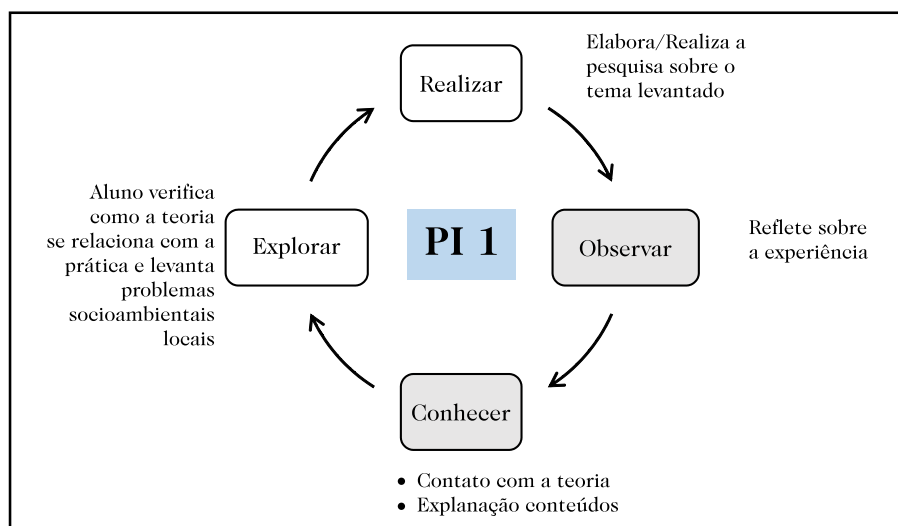 Realizar
Elabora/Realiza a
pesquisa sobre o
tema levantado
Aluno verifica
como a teoria
se relaciona com a
prática e levanta
problemas
socioambientais
locais
Explorar
PI 1
Observar
Reflete sobre
a experiência
Conhecer
• Contato com a teoria
• Explanação conteúdos